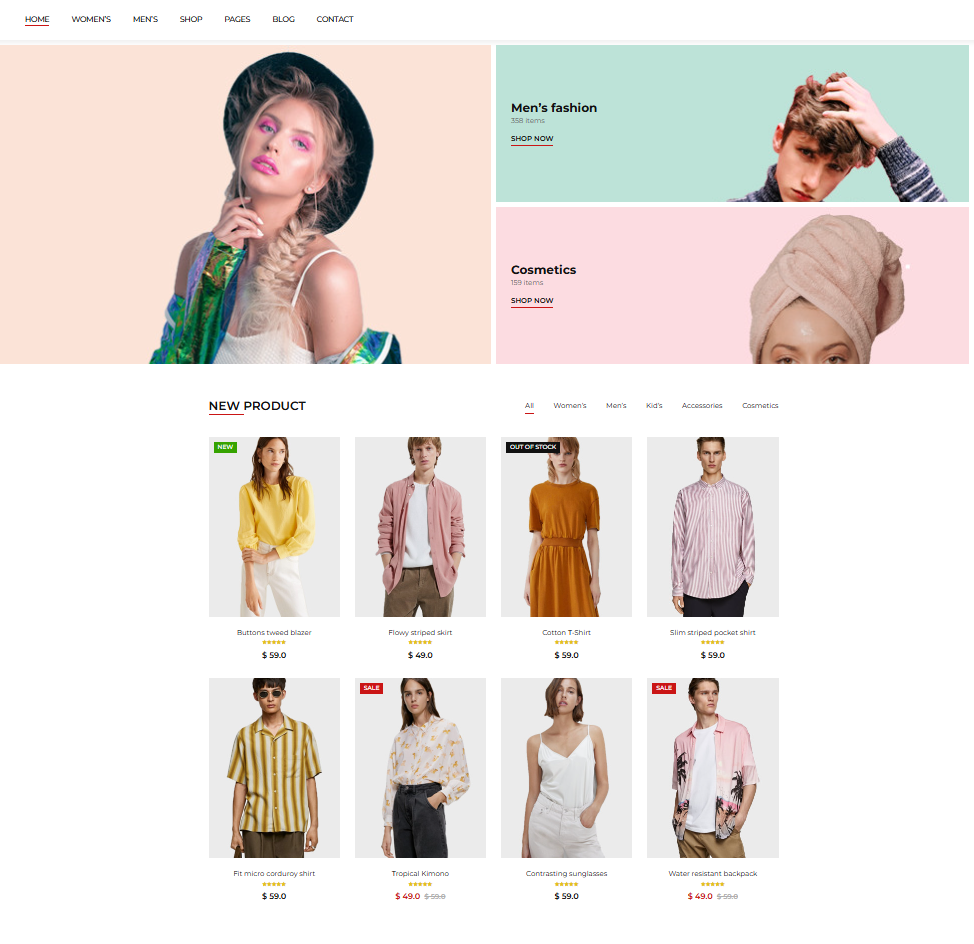 HOME WOMEN'S MEN'S SHOP PAGES BLOG CONTACT
Men's fashion
358 items
SHOP NOW
Cosmetics
159 items
SHOP NOW
NEW PRODUCT
All Women's Men's Kid's Accessories Cosmetics
NEW
OUT OF STOCK
Buttons tweed blazer
$ 59.0
Flowy striped skirt
$ 49.0
Cotton T-Shirt
$ 59.0
Slim striped pocket shirt
$ 59.0
SALE
SALE
Fit micro corduroy shirt
$ 59.0
Tropical Kimono
$ 49.0 $ 59.0
Contrasting sunglasses
$ 59.0
Water resistant backpack
$ 49.0 $ 59.0